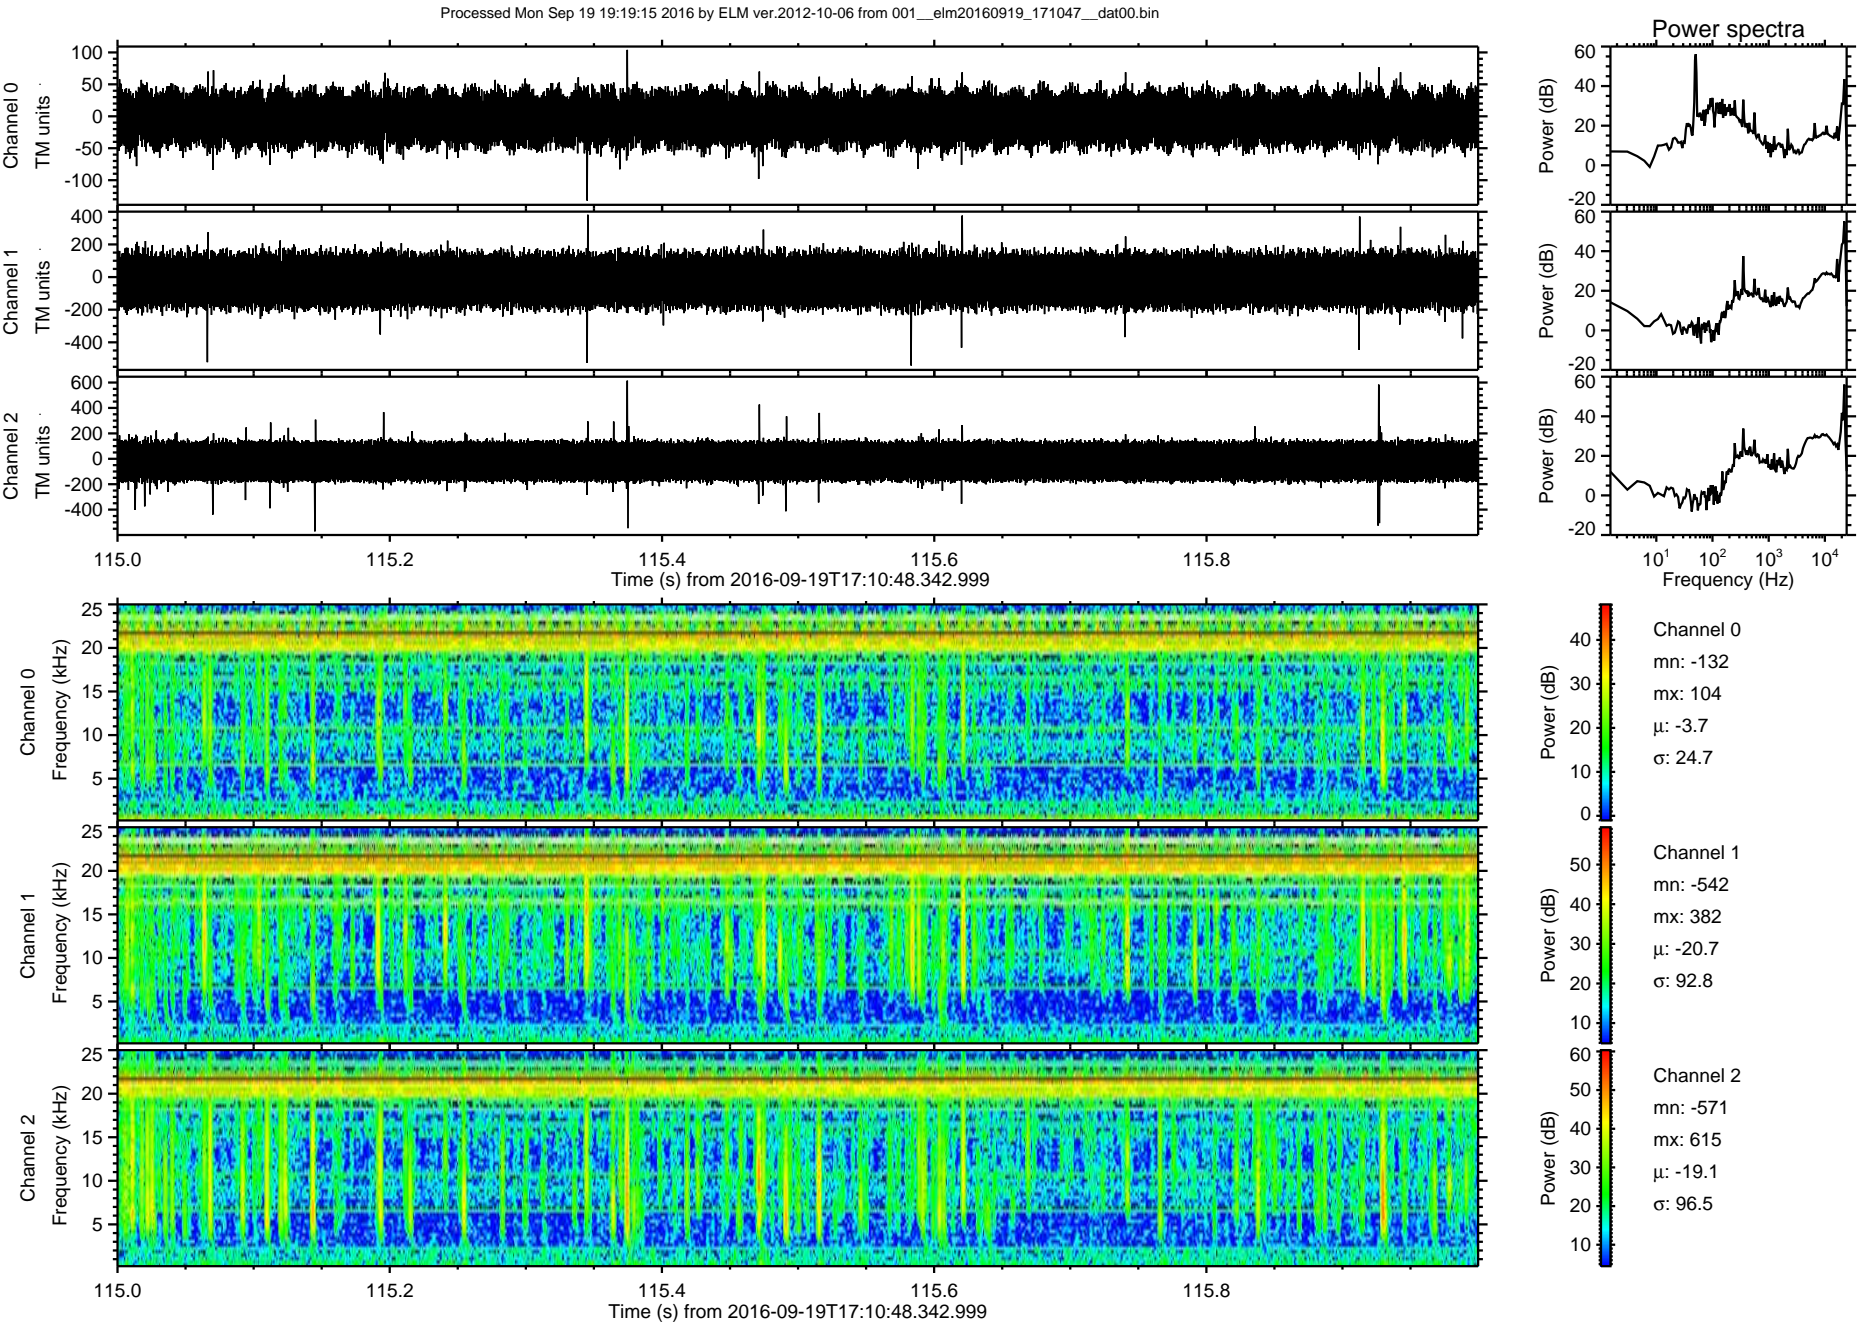 Processed Mon Sep 19 19:19:15 2016 by ELM ver.2012-10-06 from 001__elm20160919_171047__dat00.bin
Power spectra
Channel 0
TM units
100
50
0
-50
-100
Power (dB)
60
40
20
0
-20
Channel 1
TM units
400
200
0
-200
-400
Power (dB)
60
40
20
0
-20
Channel 2
TM units
600
400
200
0
-200
-400
Power (dB)
60
40
20
0
-20
115.0 115.2 115.4 115.6 115.8
Time (s) from 2016-09-19T17:10:48.342.999
10^1 10^2 10^3 10^4
Frequency (Hz)
Channel 0
Frequency (kHz)
25
20
15
10
5
Power (dB)
40
30
20
10
0
Channel 0
mn: -132
mx: 104
µ: -3.7
σ: 24.7
Channel 1
Frequency (kHz)
25
20
15
10
5
Power (dB)
50
40
30
20
10
Channel 1
mn: -542
mx: 382
µ: -20.7
σ: 92.8
Channel 2
Frequency (kHz)
25
20
15
10
5
Power (dB)
60
50
40
30
20
10
Channel 2
mn: -571
mx: 615
µ: -19.1
σ: 96.5
115.0 115.2 115.4 115.6 115.8
Time (s) from 2016-09-19T17:10:48.342.999